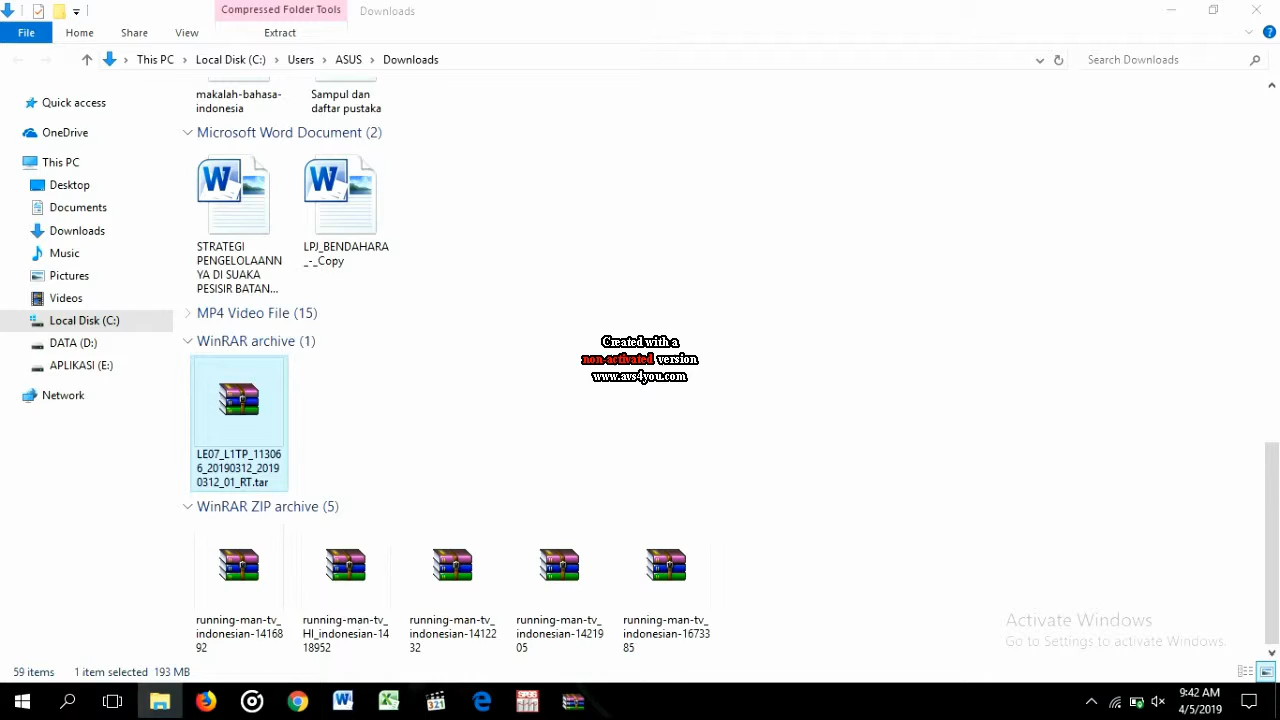 Compressed Folder Tools
Downloads
File
Home
Share
View
Extract
This PC
Local Disk (C:)
Users
ASUS
Downloads
Search Downloads
Quick access
OneDrive
This PC
Desktop
Documents
Downloads
Music
Pictures
Videos
Local Disk (C:)
DATA (D:)
APLIKASI (E:)
Network
makalah-bahasa-
indonesia
Sampul dan
daftar pustaka
Microsoft Word Document (2)
STRATEGI
PENGELOLAANN
YA DI SUAKA
PESISIR BATAN...
LPJ_BENDAHARA
_-_Copy
MP4 Video File (15)
WinRAR archive (1)
LE07_L1TP_11306
6_20190312_2019
0312_01_RT.tar
WinRAR ZIP archive (5)
running-man-tv_
indonesian-14168
92
running-man-tv_
HI_indonesian-14
18952
running-man-tv_
indonesian-14122
32
running-man-tv_
indonesian-14219
05
running-man-tv_
indonesian-16733
85
Created with a
non-activated version
www.avs4you.com
Activate Windows
Go to Settings to activate Windows.
59 items
1 item selected 193 MB
321
SPSS
9:42 AM
4/5/2019